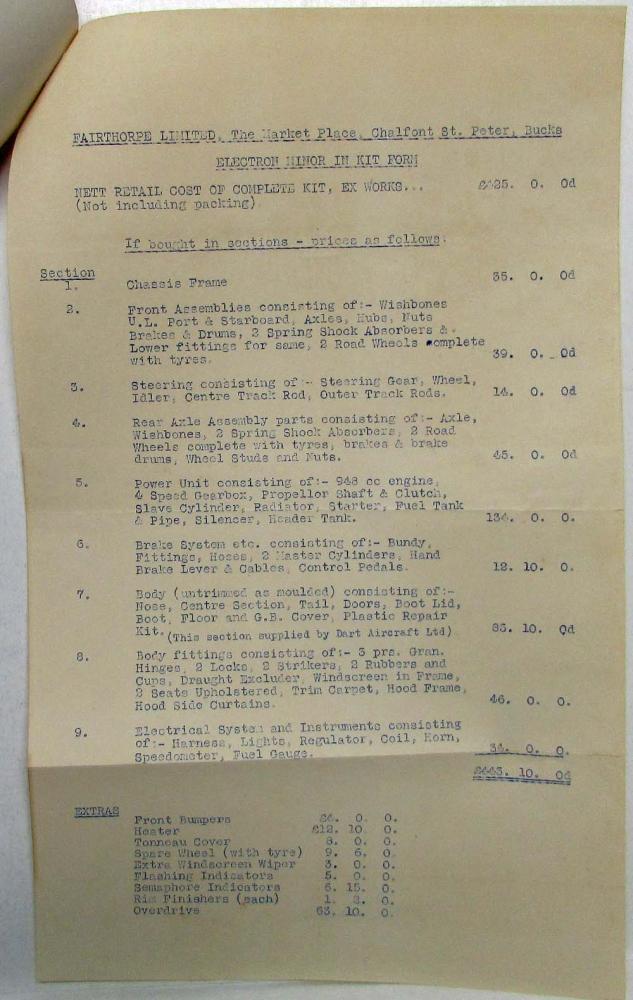 FAIRTHORPE LIMITED, The Market Place, Chalfont St. Peter, Bucks
ELECTRON MINOR IN KIT FORM
NETT RETAIL COST OF COMPLETE KIT, EX WORKS... £425. 0. 0d
(Not including packing)
If bought in sections - prices as follows:
Section
1. Chassis Frame 35. 0. 0d
2. Front Assemblies consisting of:- Wishbones
U.L. Port & Starboard, Axles, Hubs, Nuts
Brakes & Drums, 2 Spring Shock Absorbers &
Lower fittings for same, 2 Road Wheels complete
with tyres. 39. 0. 0d
3. Steering consisting of:- Steering Gear, Wheel,
Idler, Centre Track Rod, Outer Track Rods. 14. 0. 0d
4. Rear Axle Assembly parts consisting of:- Axle,
Wishbones, 2 Spring Shock Absorbers, 2 Road
Wheels complete with tyres, brakes & brake
drums, Wheel Studs and Nuts. 45. 0. 0d
5. Power Unit consisting of:- 948 cc engine,
4 Speed Gearbox, Propellor Shaft & Clutch,
Slave Cylinder, Radiator, Starter, Fuel Tank
& Pipe, Silencer, Header Tank. 134. 0. 0.
6. Brake System etc. consisting of:- Bundy,
Fittings, Hoses, 2 Master Cylinders, Hand
Brake Lever & Cables, Control Pedals. 12. 10. 0.
7. Body (untrimmed as moulded) consisting of:-
Nose, Centre Section, Tail, Doors, Boot Lid,
Boot, Floor and G.B. Cover, Plastic Repair
Kit. (This section supplied by Dart Aircraft Ltd) 83. 10. 0d
8. Body fittings consisting of:- 3 prs. Gran.
Hinges, 2 Locks, 2 Strikers, 2 Rubbers and
Cups, Draught Excluder, Windscreen in Frame,
2 Seats Upholstered, Trim Carpet, Hood Frame,
Hood Side Curtains. 46. 0. 0.
9. Electrical System and Instruments consisting
of:- Harness, Lights, Regulator, Coil, Horn,
Speedometer, Fuel Gauge. 34. 0. 0.
£443. 10. 0d
EXTRAS
Front Bumpers £4. 0. 0.
Heater £12. 10. 0.
Tonneau Cover 8. 0. 0.
Spare Wheel (with tyre) 9. 6. 0.
Extra Windscreen Wiper 3. 0. 0.
Flashing Indicators 5. 0. 0.
Semaphore Indicators 6. 15. 0.
Rim Finishers (each) 1. 2. 0.
Overdrive 63. 10. 0.